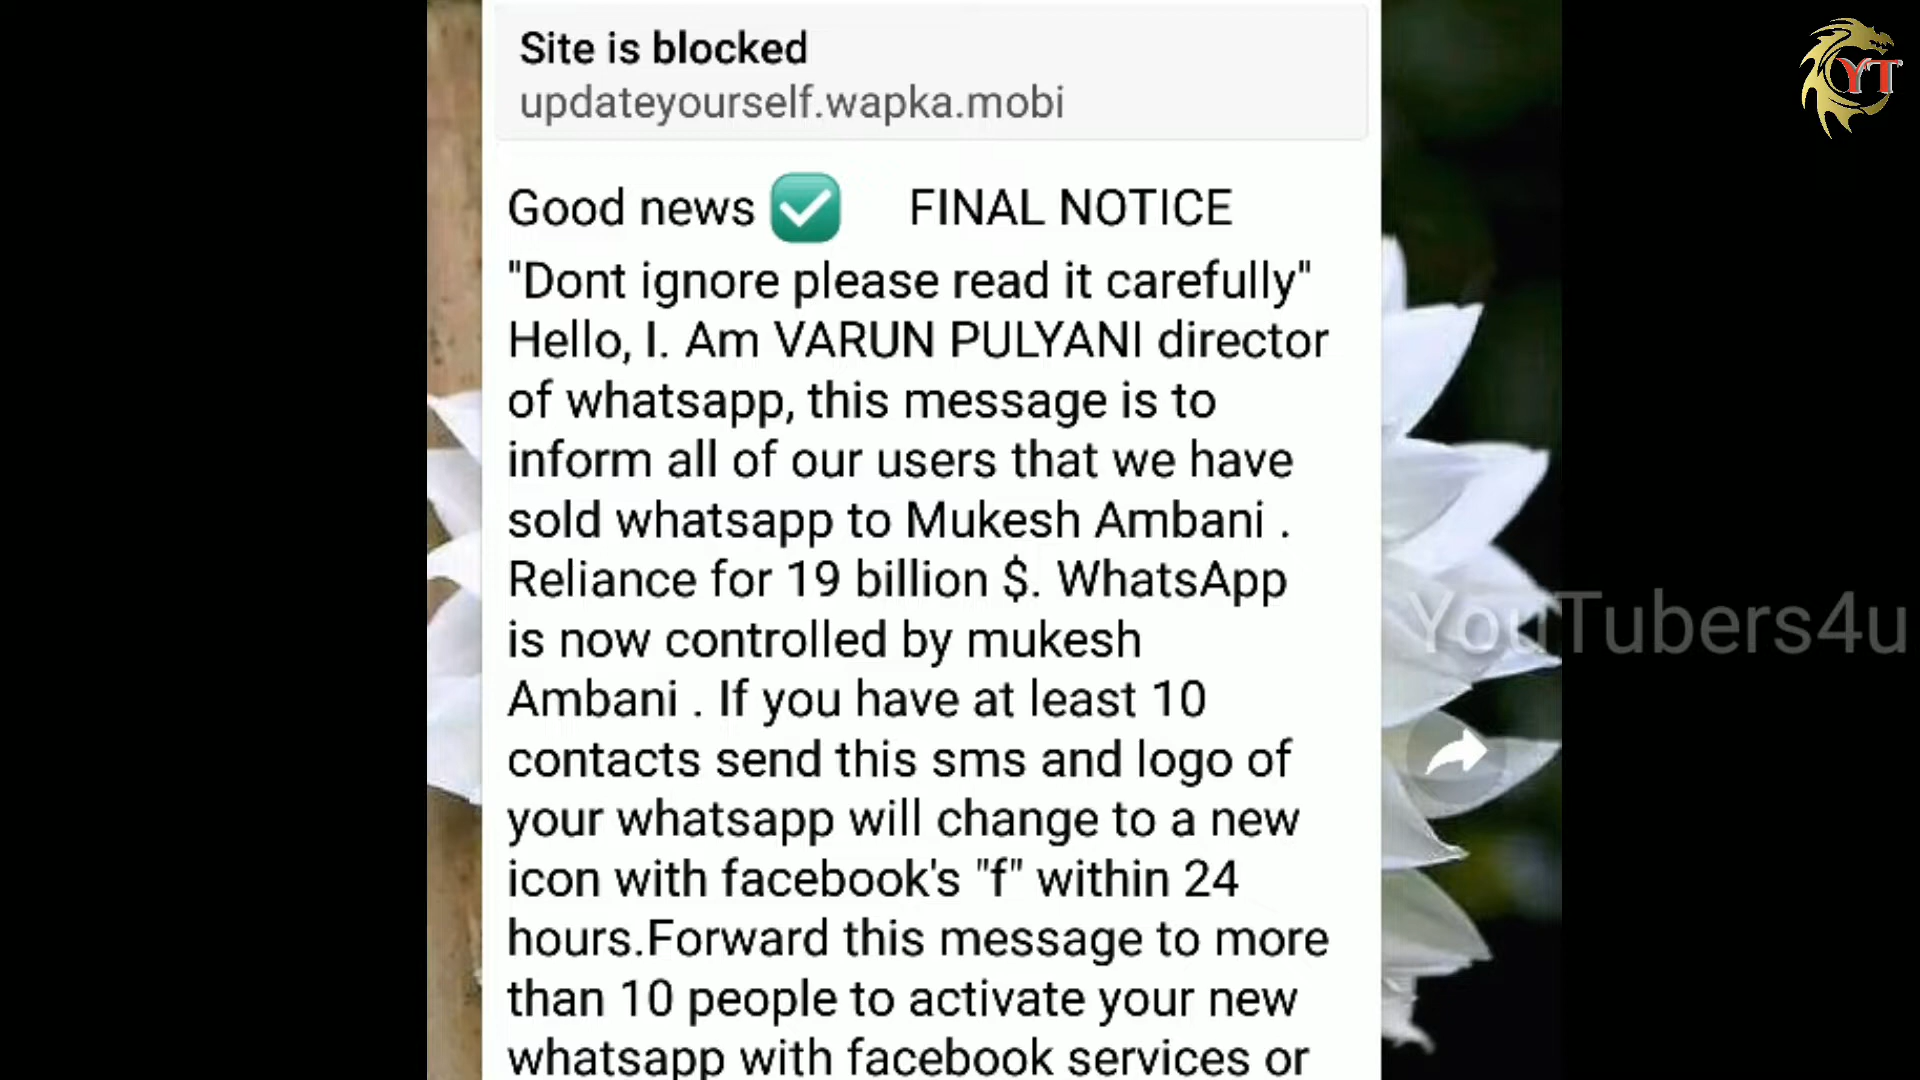 Site is blocked
updateyourself.wapka.mobi
YT
Good news ✅ FINAL NOTICE
"Dont ignore please read it carefully"
Hello, I. Am VARUN PULYANI director
of whatsapp, this message is to
inform all of our users that we have
sold whatsapp to Mukesh Ambani .
Reliance for 19 billion $. WhatsApp
is now controlled by mukesh
Ambani . If you have at least 10
contacts send this sms and logo of
your whatsapp will change to a new
icon with facebook's "f" within 24
hours.Forward this message to more
than 10 people to activate your new
whatsapp with facebook services or
YouTubers4u